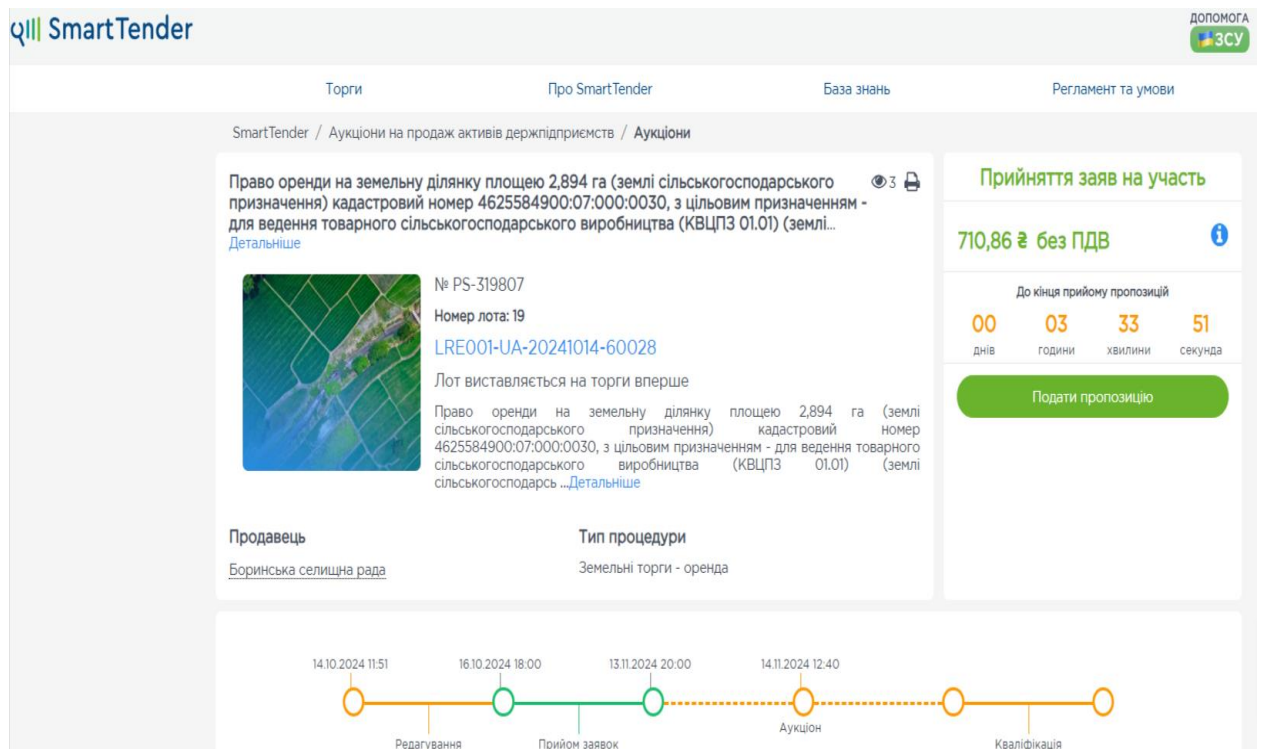 SmartTender
ДОПОМОГА
ЗСУ
Торги
Про SmartTender
База знань
Регламент та умови
SmartTender / Аукціони на продаж активів держпідприємств / Аукціони
Право оренди на земельну ділянку площею 2,894 га (землі сільськогосподарського
призначення) кадастровий номер 4625584900:07:000:0030, з цільовим призначенням -
для ведення товарного сільськогосподарського виробництва (КВЦПЗ 01.01) (землі...
Детальніше
3
№ PS-319807
Номер лота: 19
LRE001-UA-20241014-60028
Лот виставляється на торги вперше
Право оренди на земельну ділянку площею 2,894 га (землі
сільськогосподарського призначення) кадастровий номер
4625584900:07:000:0030, з цільовим призначенням - для ведення товарного
сільськогосподарського виробництва (КВЦПЗ 01.01) (землі
сільськогосподарсь ...Детальніше
Продавець
Боринська селищна рада
Тип процедури
Земельні торги - оренда
Прийняття заяв на участь
710,86 ₴ без ПДВ
До кінця прийому пропозицій
00 03 33 51
днів години хвилини секунда
Подати пропозицію
14.10.2024 11:51
16.10.2024 18:00
13.11.2024 20:00
14.11.2024 12:40
Редагування
Прийом заявок
Аукціон
Кваліфікація